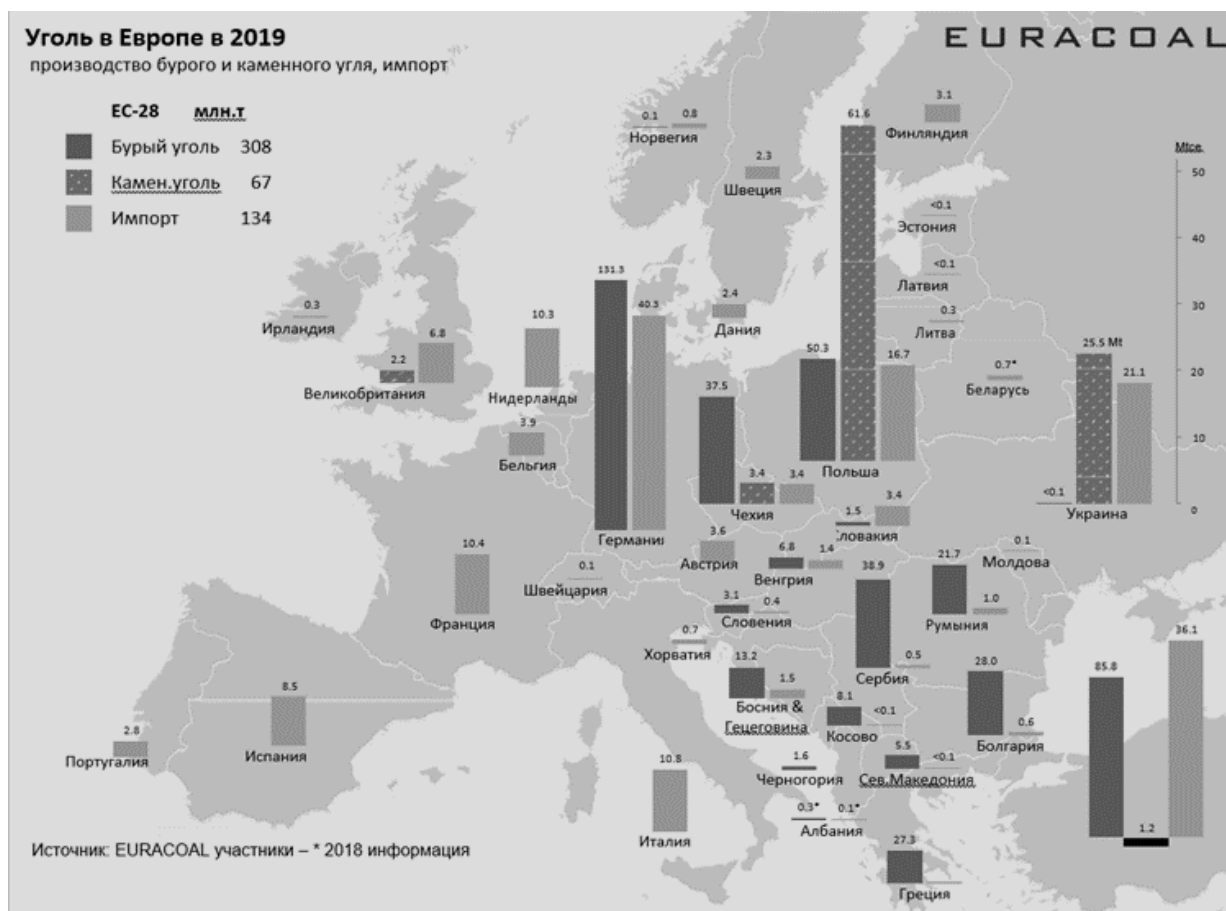 Уголь в Европе в 2019
EURACOAL
производство бурого и каменного угля, импорт
ЕС-28 млн.т
Бурый уголь 308
Камен.уголь 67
Импорт 134
0.1 0.8
Норвегия
2.3
Швеция
3.1
Финляндия
<0.1
Эстония
<0.1
Латвия
0.3
Литва
0.7*
Беларусь
Mtce
50
40
30
20
10
0
0.3
Ирландия
2.2 6.8
Великобритания
10.3
Нидерланды
3.9
Бельгия
131.3 40.3
Германия
2.4
Дания
37.5 3.4 3.4
Чехия
50.3 61.6 16.7
Польша
<0.1 25.5 Mt 21.1
Украина
1.5 3.4
Словакия
3.6
Австрия
6.8 1.4
Венгрия
0.1
Молдова
10.4
Франция
0.1
Швейцария
3.1 0.4
Словения
0.7
Хорватия
38.9 0.5
Сербия
21.7 1.0
Румыния
13.2 1.5
Босния &
Гецеговина
8.1 <0.1
Косово
28.0 0.6
Болгария
2.8
Португалия
8.5
Испания
10.8
Италия
1.6
Черногория
5.5 <0.1
Сев.Македония
0.3* 0.1*
Албания
27.3
Греция
85.8 1.2 36.1
Источник: EURACOAL участники – * 2018 информация